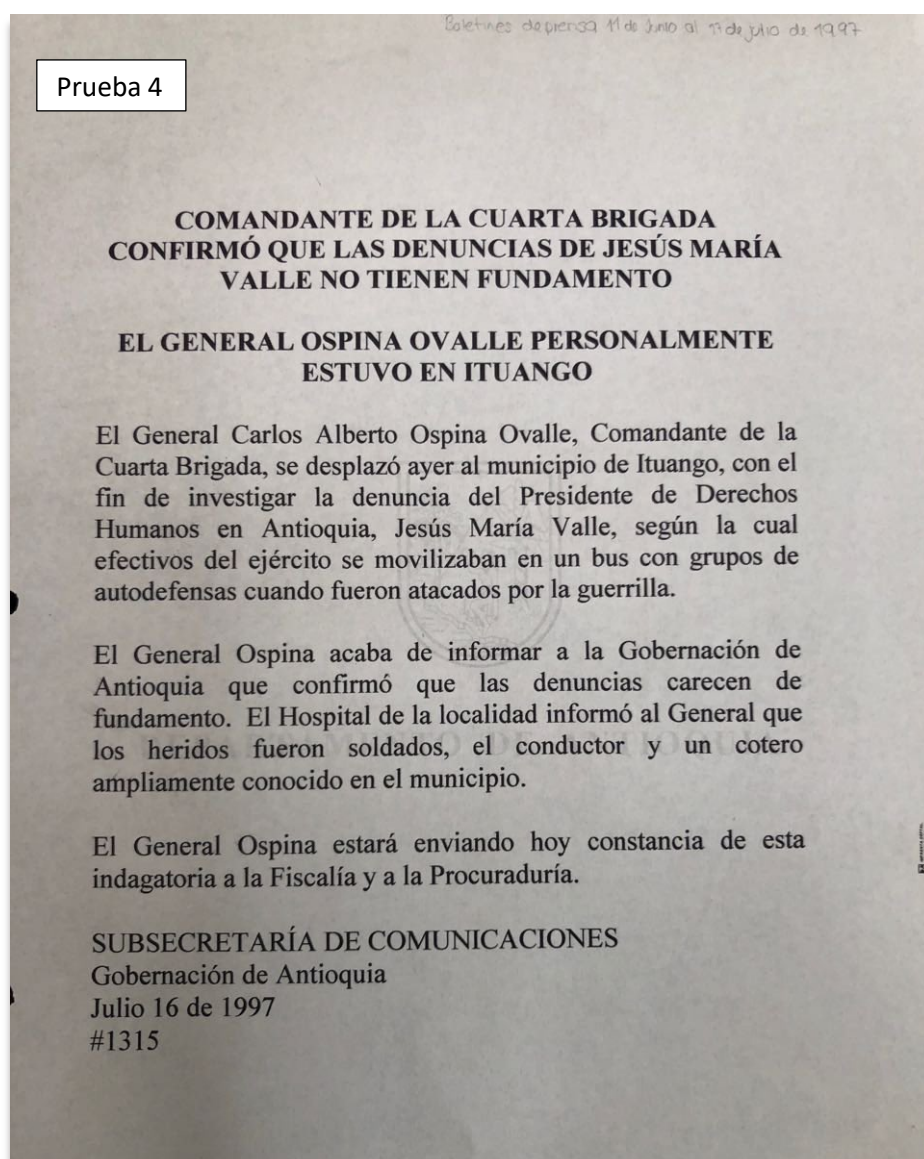 Boletines de prensa 11 de Junio al 17 de julio de 1997
Prueba 4
COMANDANTE DE LA CUARTA BRIGADA
CONFIRMÓ QUE LAS DENUNCIAS DE JESÚS MARÍA
VALLE NO TIENEN FUNDAMENTO
EL GENERAL OSPINA OVALLE PERSONALMENTE
ESTUVO EN ITUANGO
El General Carlos Alberto Ospina Ovalle, Comandante de la
Cuarta Brigada, se desplazó ayer al municipio de Ituango, con el
fin de investigar la denuncia del Presidente de Derechos
Humanos en Antioquia, Jesús María Valle, según la cual
efectivos del ejército se movilizaban en un bus con grupos de
autodefensas cuando fueron atacados por la guerrilla.
El General Ospina acaba de informar a la Gobernación de
Antioquia que confirmó que las denuncias carecen de
fundamento. El Hospital de la localidad informó al General que
los heridos fueron soldados, el conductor y un cotero
ampliamente conocido en el municipio.
El General Ospina estará enviando hoy constancia de esta
indagatoria a la Fiscalía y a la Procuraduría.
SUBSECRETARÍA DE COMUNICACIONES
Gobernación de Antioquia
Julio 16 de 1997
#1315